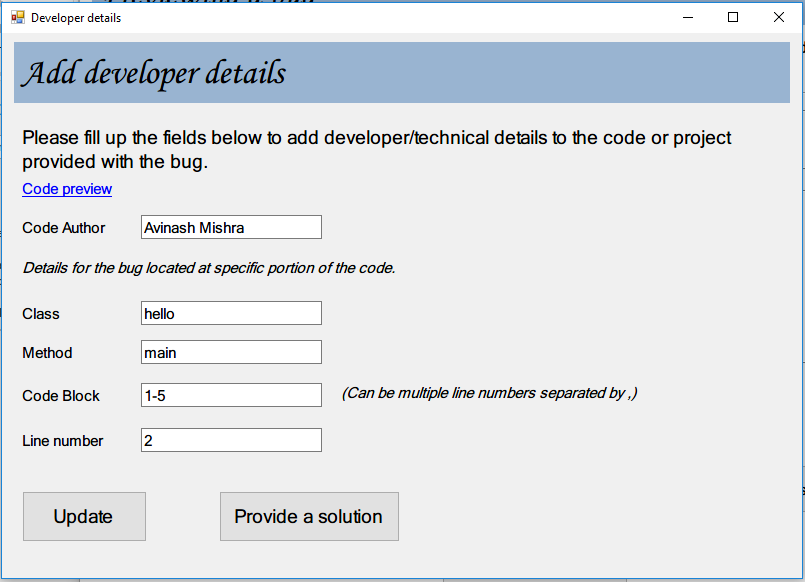 Developer details
Add developer details
Please fill up the fields below to add developer/technical details to the code or project
provided with the bug.
Code preview
Code Author Avinash Mishra
Details for the bug located at specific portion of the code.
Class hello
Method main
Code Block 1-5 (Can be multiple line numbers separated by ,)
Line number 2
Update Provide a solution